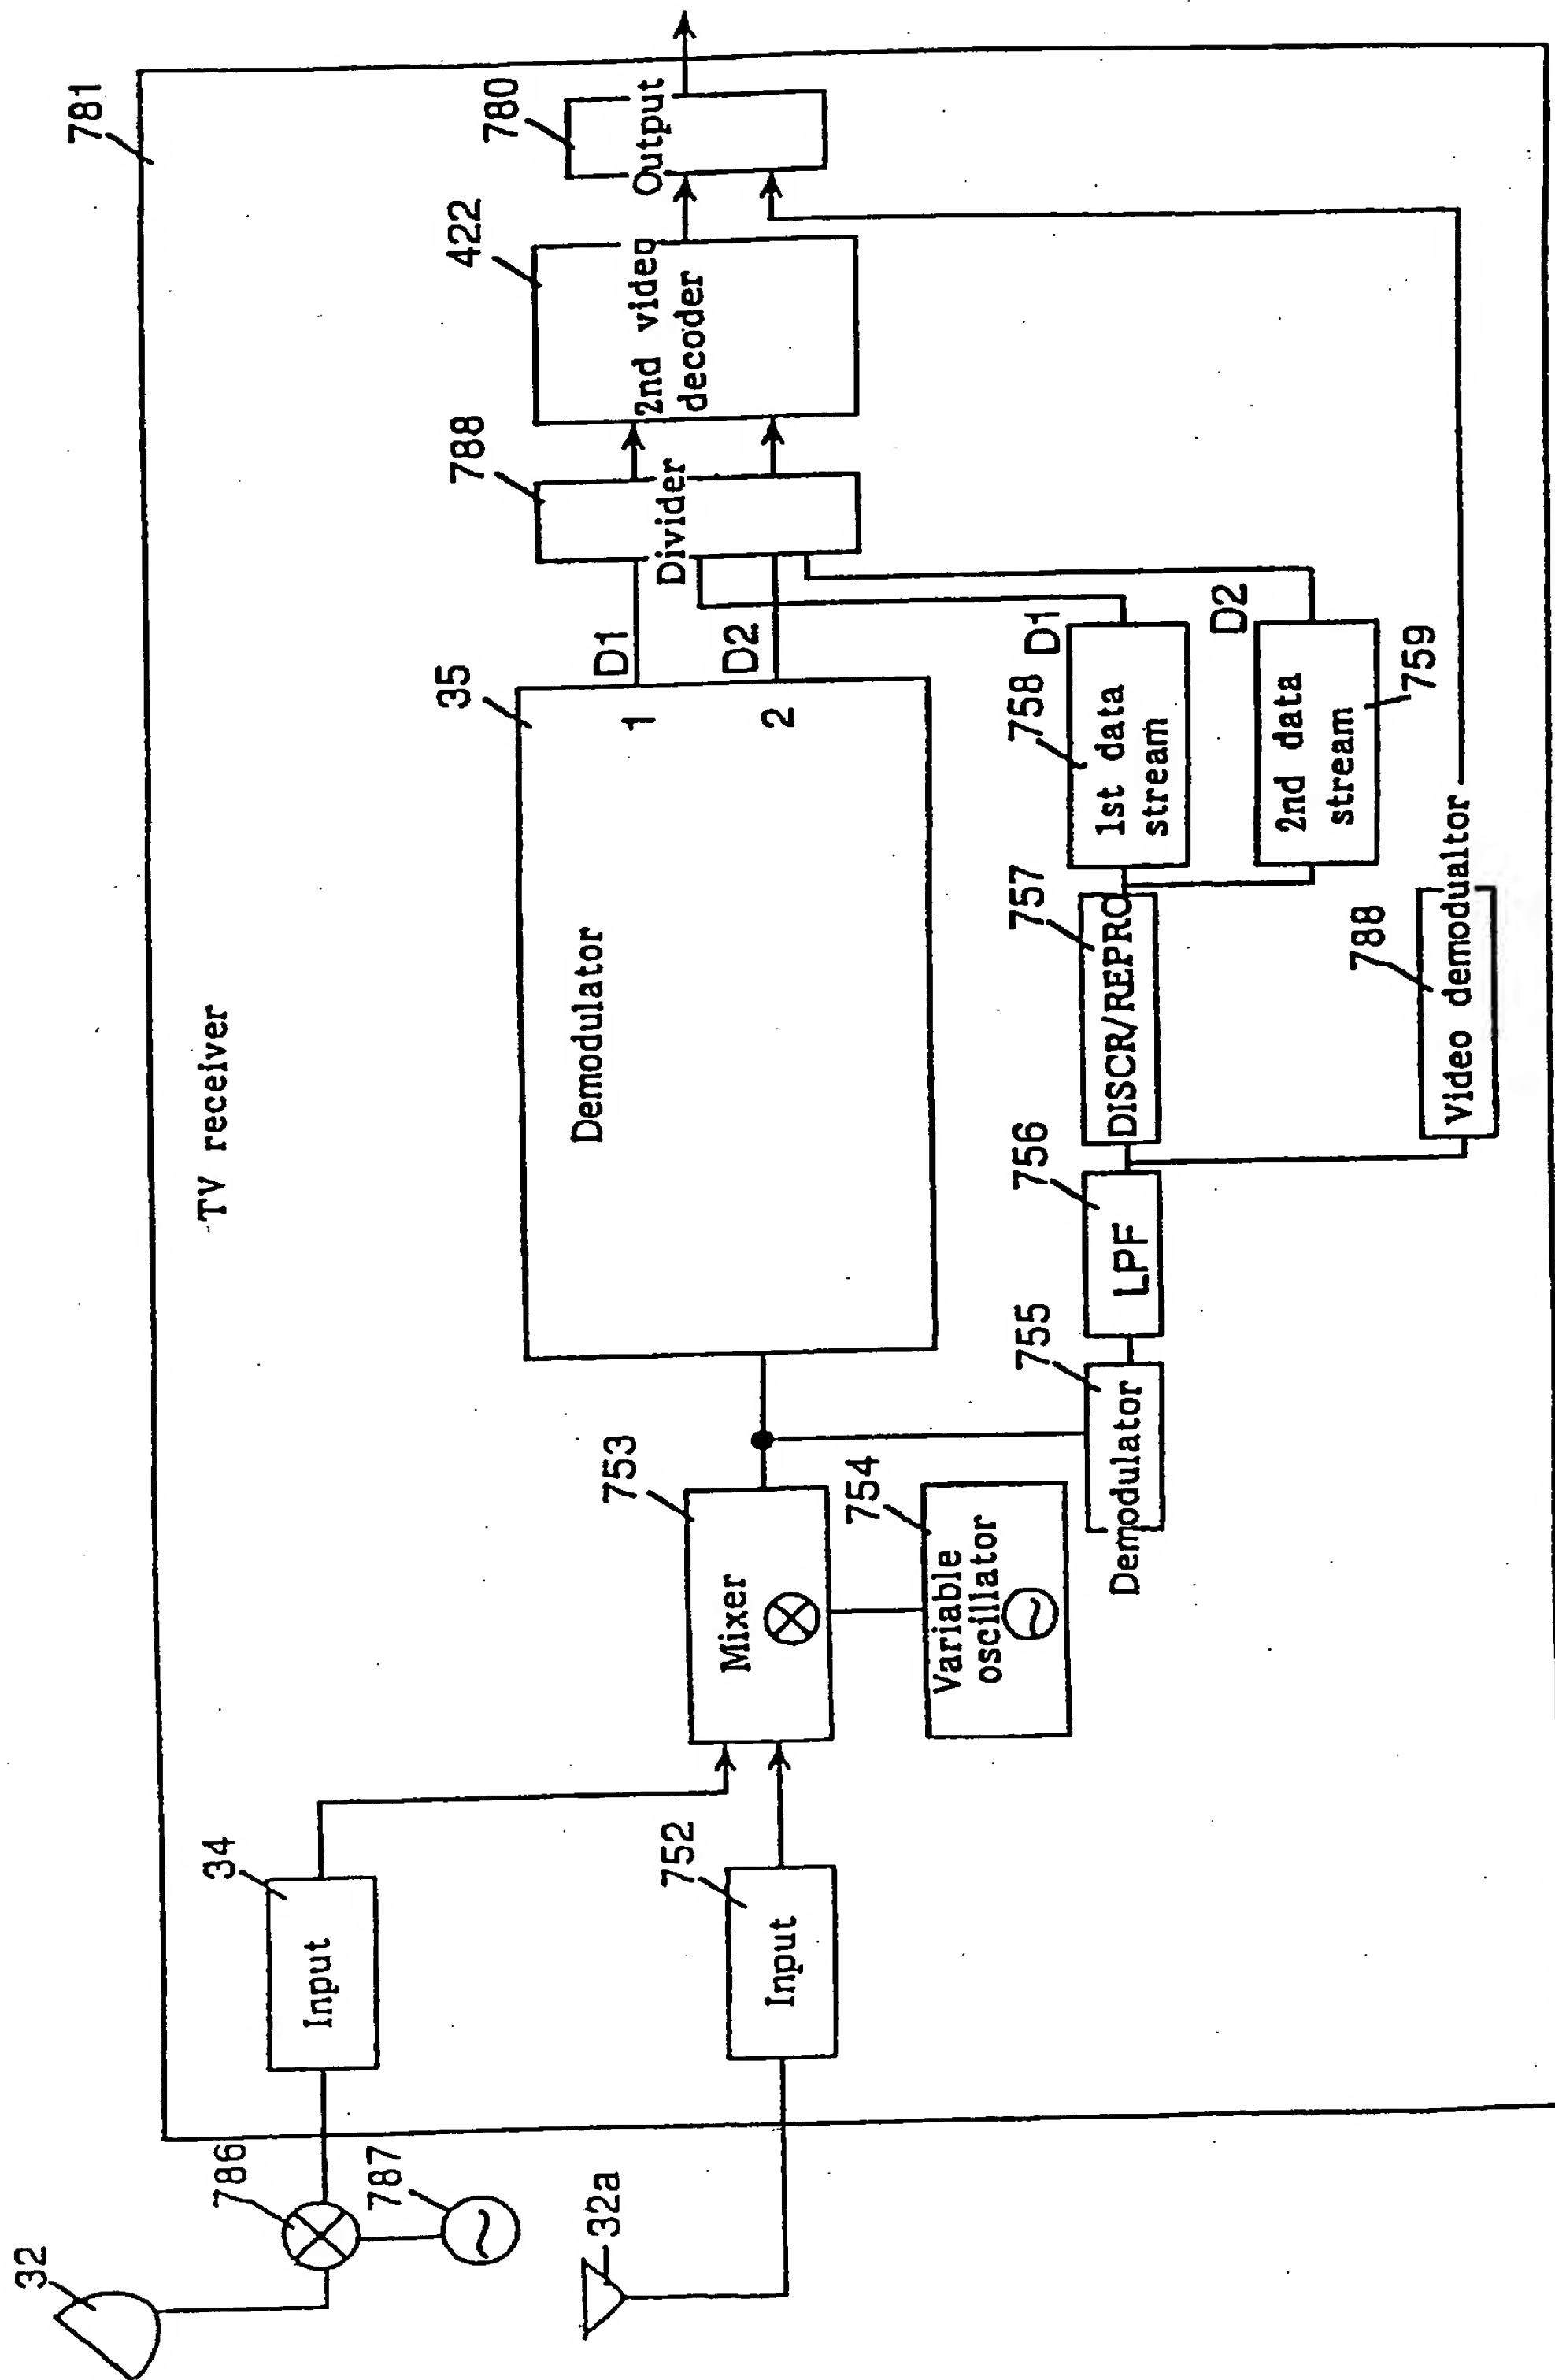 781
TV receiver
32
786
787
34
Input
32a
752
Input
753
Mixer
754
Variable
oscillator
35
Demodulator
1
2
D1
D2
788
Divider
422
2nd video
decoder
780
Output
755
Demodulator
756
LPF
757
DISCR/REPRO
758
1st data
stream
D1
759
2nd data
stream
D2
788
Video demodualtor